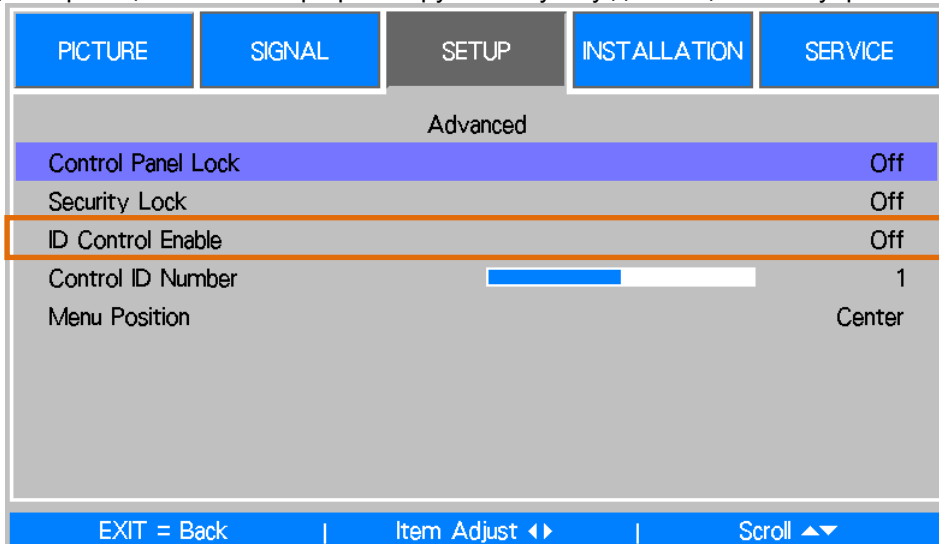 PICTURE SIGNAL SETUP INSTALLATION SERVICE
Advanced
Control Panel Lock Off
Security Lock Off
ID Control Enable Off
Control ID Number 1
Menu Position Center
EXIT = Back | Item Adjust ◂▸ | Scroll ▲▼